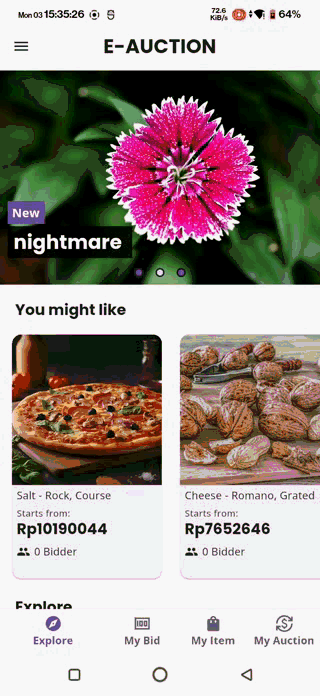 Mon 03 15:35:26
72.6
KiB/s
64%
E-AUCTION
New
nightmare
You might like
Salt - Rock, Course
Starts from:
Rp10190044
0 Bidder
Cheese - Romano, Grated
Starts from:
Rp7652646
0 Bidder
Explore
Explore
My Bid
My Item
My Auction